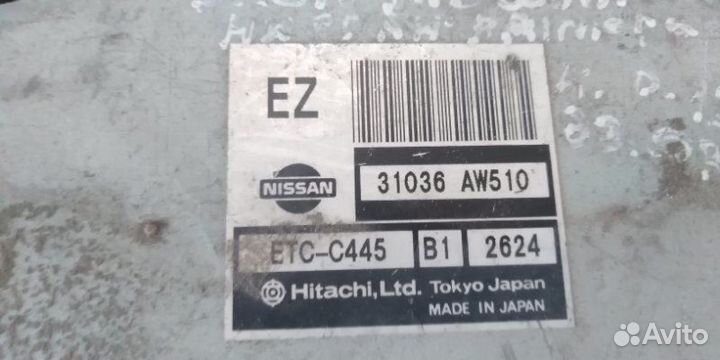 EZ
NISSAN
31036 AW510
ETC-C445 B1 2624
Hitachi, Ltd. Tokyo Japan
MADE IN JAPAN
Avito